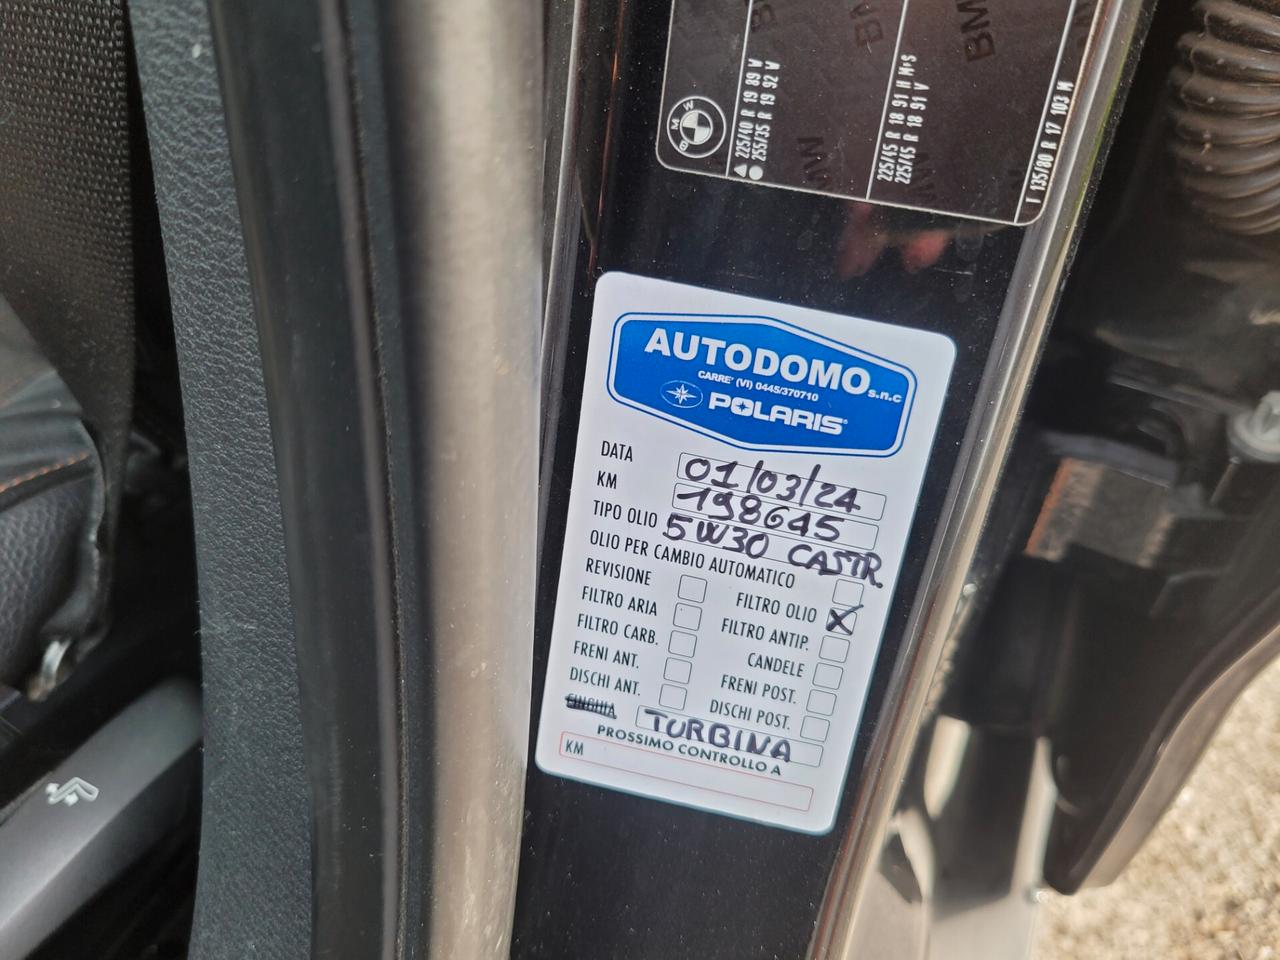 BMW
225/40 R 19 89 W
255/35 R 19 92 W
225/45 R 18 91 H M+S
225/45 R 18 91 V
T 135/80 R 17 103 M
AUTODOMO s.n.c
CARRE' (VI) 0445/370710
POLARIS
DATA 01/03/24
KM 198645
TIPO OLIO 5W30 CASTR.
OLIO PER CAMBIO AUTOMATICO
REVISIONE FILTRO OLIO X
FILTRO ARIA FILTRO ANTIP.
FILTRO CARB. CANDELE
FRENI ANT. FRENI POST.
DISCHI ANT. DISCHI POST.
CINGHIA TURBINA
PROSSIMO CONTROLLO A
KM